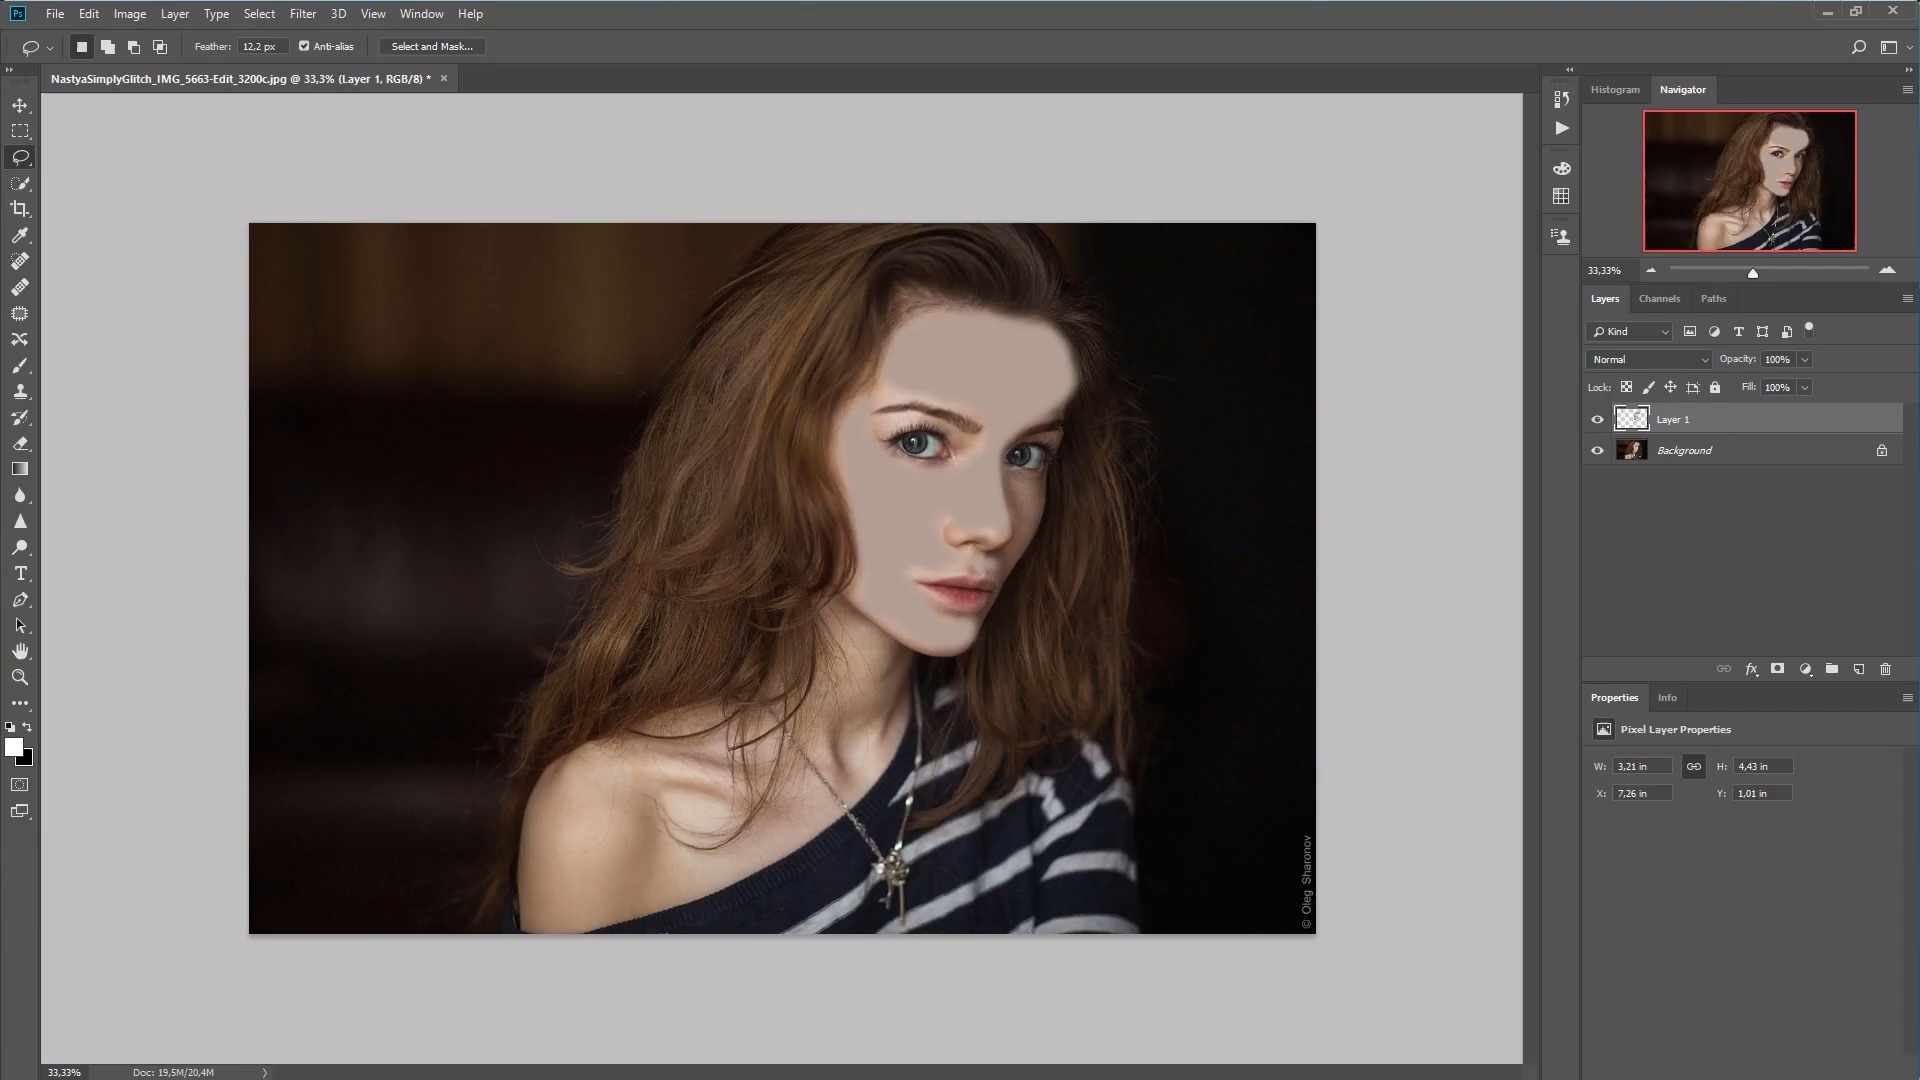 Ps File Edit Image Layer Type Select Filter 3D View Window Help
Feather: 12,2 px Anti-alias Select and Mask...
NastyaSimplyGlitch_IMG_5663-Edit_3200c.jpg @ 33,3% (Layer 1, RGB/8) * ×
Histogram Navigator
33,33%
Layers Channels Paths
Kind
Normal Opacity: 100%
Lock: Fill: 100%
Layer 1
Background
fx
Properties Info
Pixel Layer Properties
W: 3,21 in H: 4,43 in
X: 7,26 in Y: 1,01 in
© Oleg Sharonov
33,33% Doc: 19,5M/20,4M